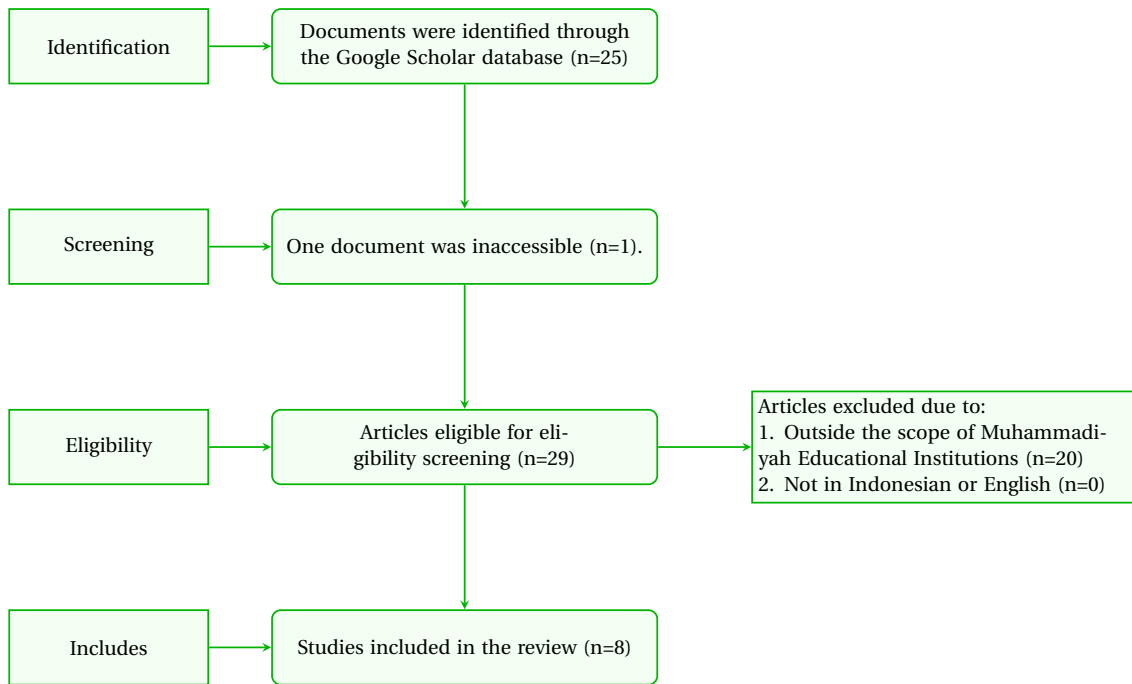 Identification
Documents were identified through
the Google Scholar database (n=25)
Screening
One document was inaccessible (n=1).
Eligibility
Articles eligible for eli-
gibility screening (n=29)
Articles excluded due to:
1. Outside the scope of Muhammadi-
yah Educational Institutions (n=20)
2. Not in Indonesian or English (n=0)
Includes
Studies included in the review (n=8)